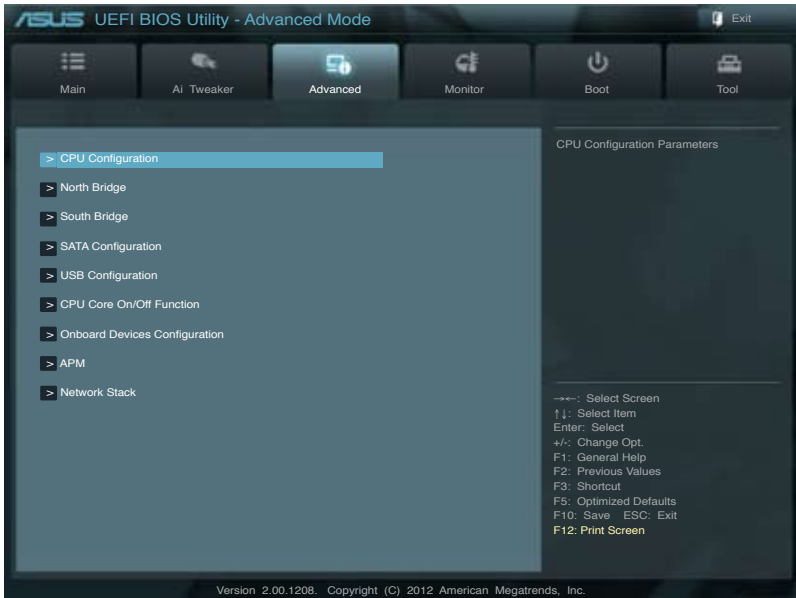 ASUS UEFI BIOS Utility - Advanced Mode
Exit
Main
Ai Tweaker
Advanced
Monitor
Boot
Tool
> CPU Configuration
> North Bridge
> South Bridge
> SATA Configuration
> USB Configuration
> CPU Core On/Off Function
> Onboard Devices Configuration
> APM
> Network Stack
CPU Configuration Parameters
→←: Select Screen
↑↓: Select Item
Enter: Select
+/-: Change Opt.
F1: General Help
F2: Previous Values
F3: Shortcut
F5: Optimized Defaults
F10: Save ESC: Exit
F12: Print Screen
Version 2.00.1208. Copyright (C) 2012 American Megatrends, Inc.